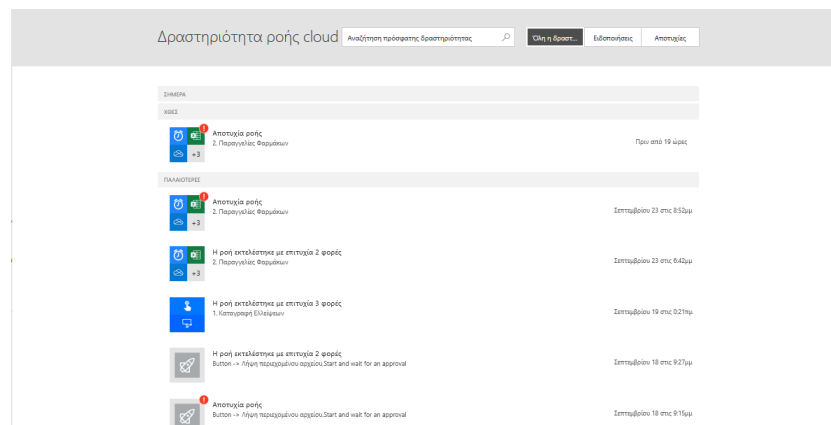 Δραστηριότητα ροής cloud
Αναζήτηση πρόσφατης δραστηριότητας
Όλη η δραστ...
Ειδοποιήσεις
Αποτυχίες
ΣΗΜΕΡΑ
ΧΘΕΣ
Αποτυχία ροής
2. Παραγγελίες Φαρμάκων
+3
Πριν από 19 ώρες
ΠΑΛΑΙΟΤΕΡΕΣ
Αποτυχία ροής
2. Παραγγελίες Φαρμάκων
+3
Σεπτεμβρίου 23 στις 8:52μμ
Η ροή εκτελέστηκε με επιτυχία 2 φορές
2. Παραγγελίες Φαρμάκων
+3
Σεπτεμβρίου 23 στις 6:42μμ
Η ροή εκτελέστηκε με επιτυχία 3 φορές
1. Καταγραφή Ελλείψεων
Σεπτεμβρίου 19 στις 9:21πμ
Η ροή εκτελέστηκε με επιτυχία 2 φορές
Button -> Λήψη περιεχομένου αρχείου,Start and wait for an approval
Σεπτεμβρίου 18 στις 9:27μμ
Αποτυχία ροής
Button -> Λήψη περιεχομένου αρχείου,Start and wait for an approval
Σεπτεμβρίου 18 στις 9:15μμ